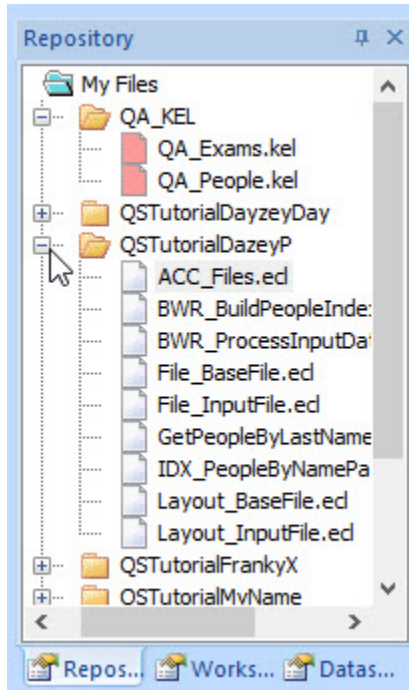 Repository
My Files
QA_KEL
QA_Exams.kel
QA_People.kel
QSTutorialDayzeyDay
QSTutorialDazeyP
ACC_Files.ecl
BWR_BuildPeopleInde
BWR_ProcessInputDa
File_BaseFile.ecl
File_InputFile.ecl
GetPeopleByLastName
IDX_PeopleByNamePa
Layout_BaseFile.ecl
Layout_InputFile.ecl
QSTutorialFrankyX
QSTutorialMyName
Repos... Works... Datas...